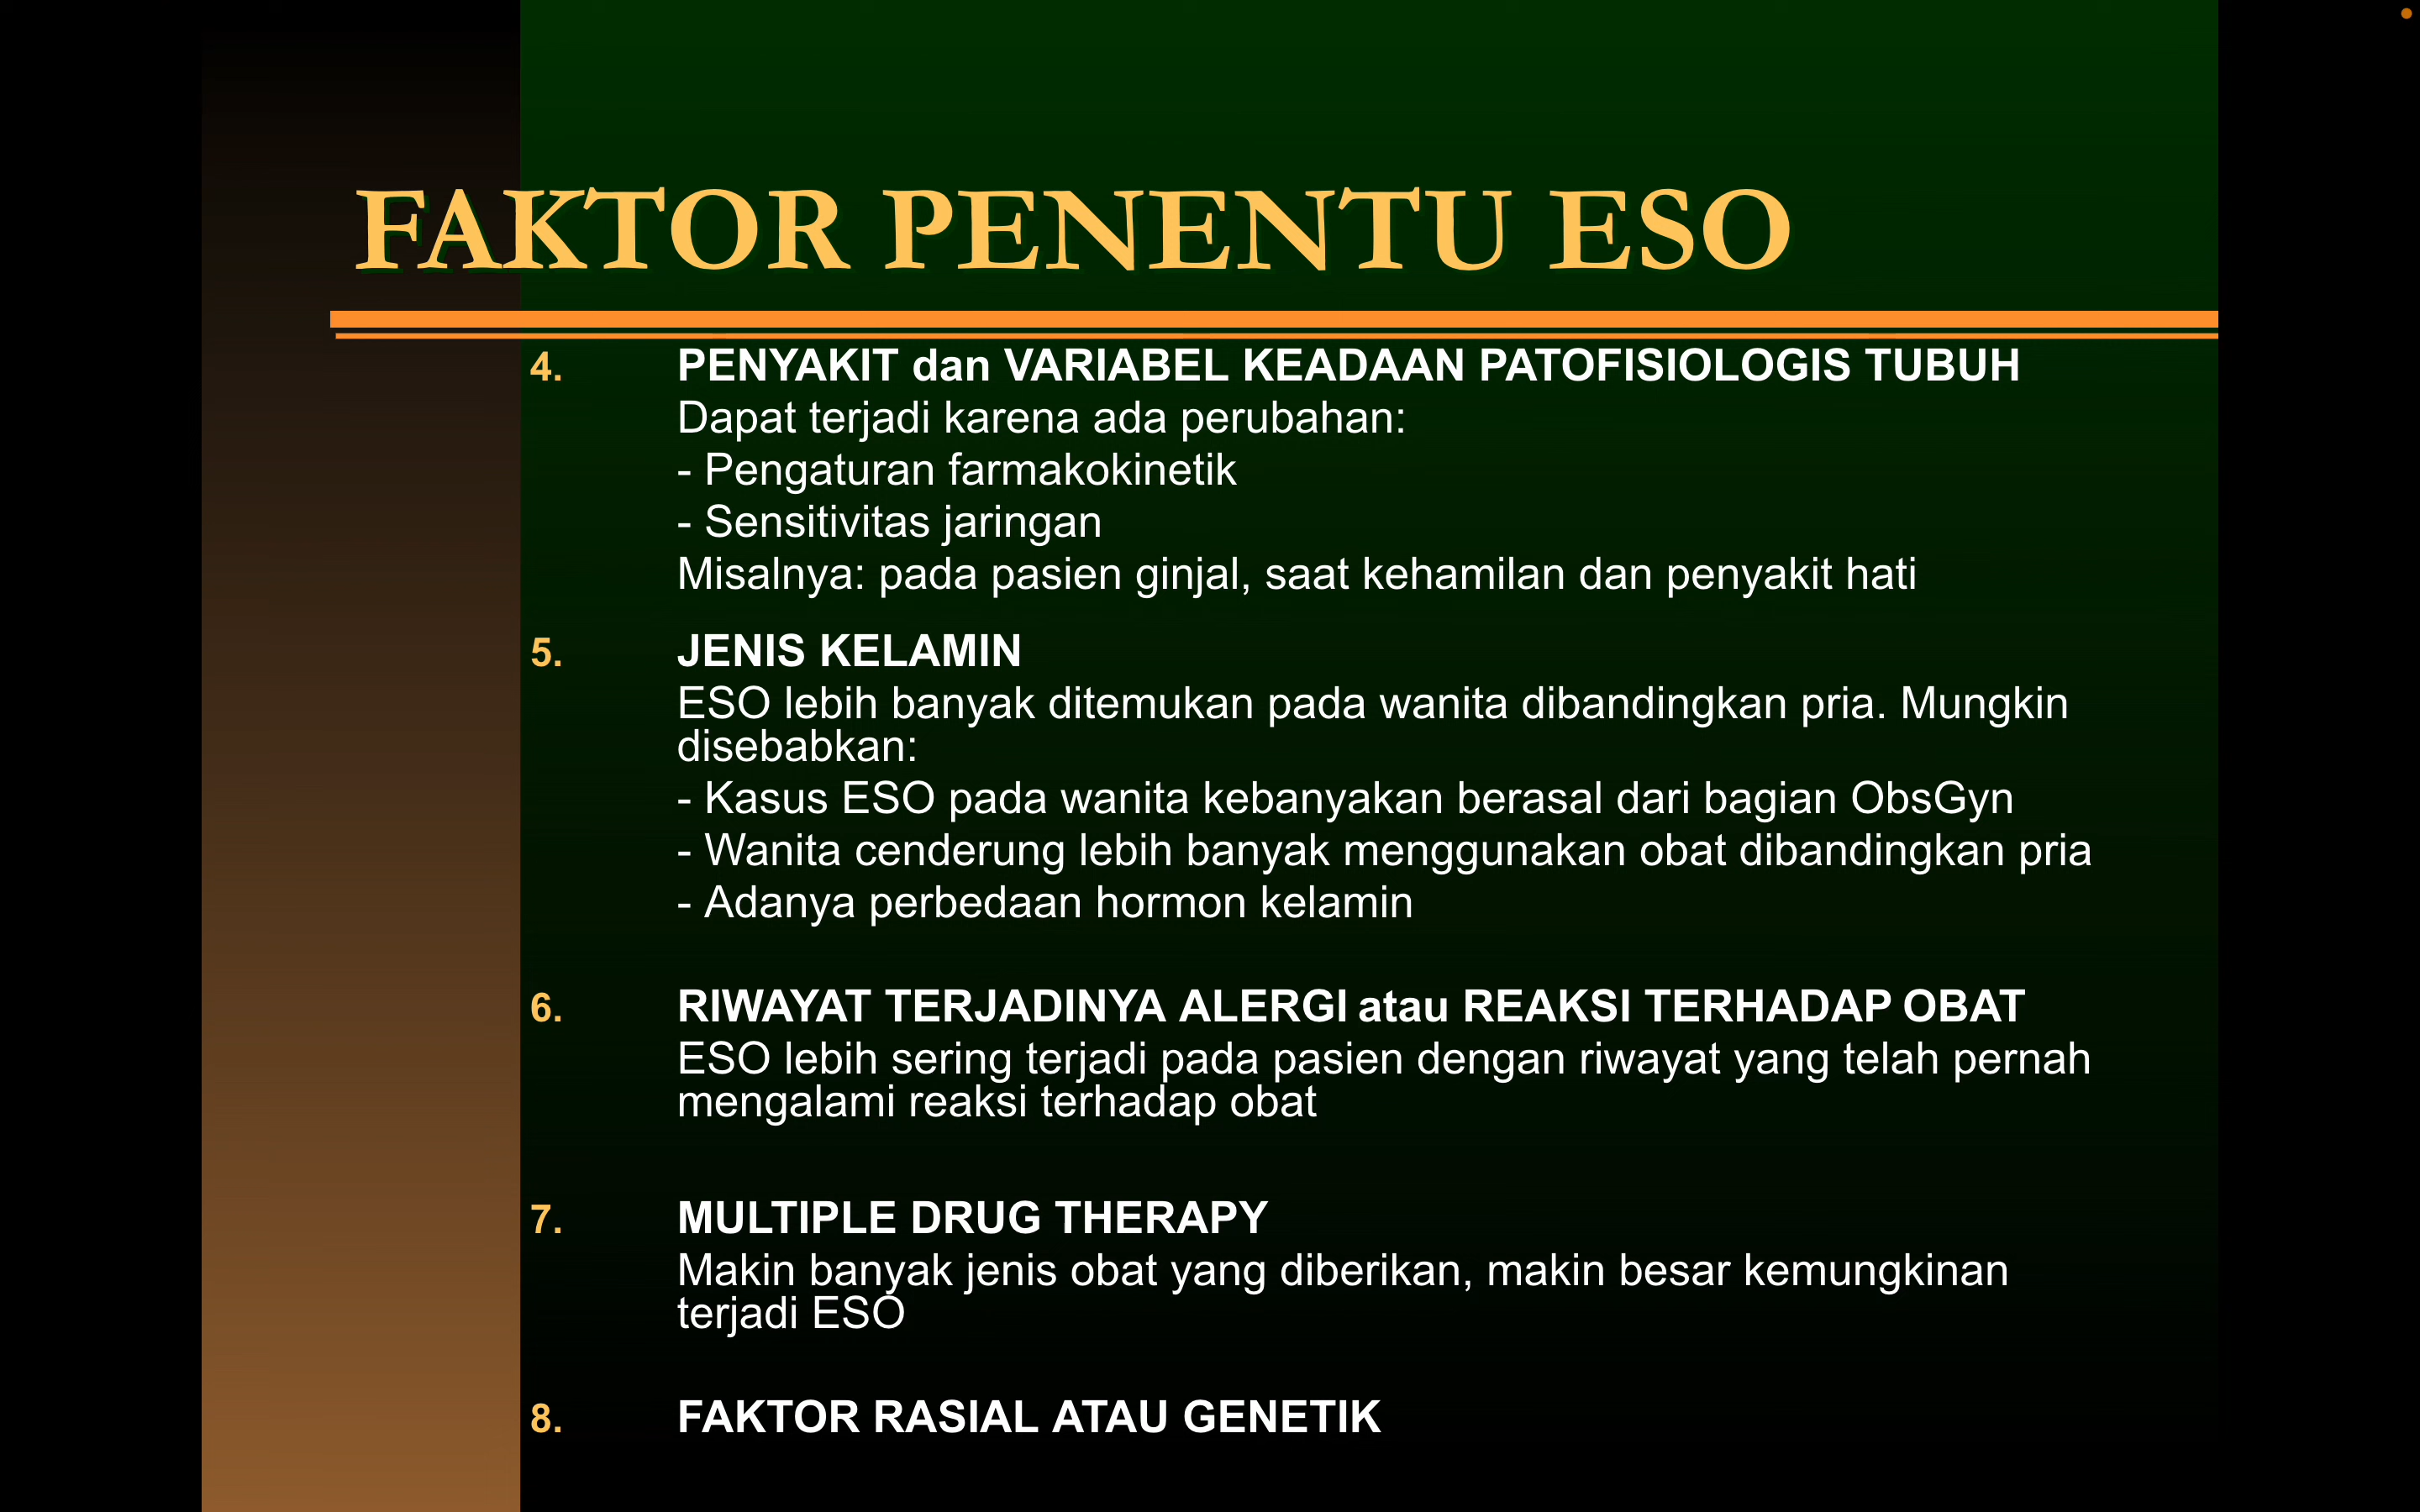 FAKTOR PENENTU ESO
4. PENYAKIT dan VARIABEL KEADAAN PATOFISIOLOGIS TUBUH
Dapat terjadi karena ada perubahan:
- Pengaturan farmakokinetik
- Sensitivitas jaringan
Misalnya: pada pasien ginjal, saat kehamilan dan penyakit hati
5. JENIS KELAMIN
ESO lebih banyak ditemukan pada wanita dibandingkan pria. Mungkin
disebabkan:
- Kasus ESO pada wanita kebanyakan berasal dari bagian ObsGyn
- Wanita cenderung lebih banyak menggunakan obat dibandingkan pria
- Adanya perbedaan hormon kelamin
6. RIWAYAT TERJADINYA ALERGI atau REAKSI TERHADAP OBAT
ESO lebih sering terjadi pada pasien dengan riwayat yang telah pernah
mengalami reaksi terhadap obat
7. MULTIPLE DRUG THERAPY
Makin banyak jenis obat yang diberikan, makin besar kemungkinan
terjadi ESO
8. FAKTOR RASIAL ATAU GENETIK